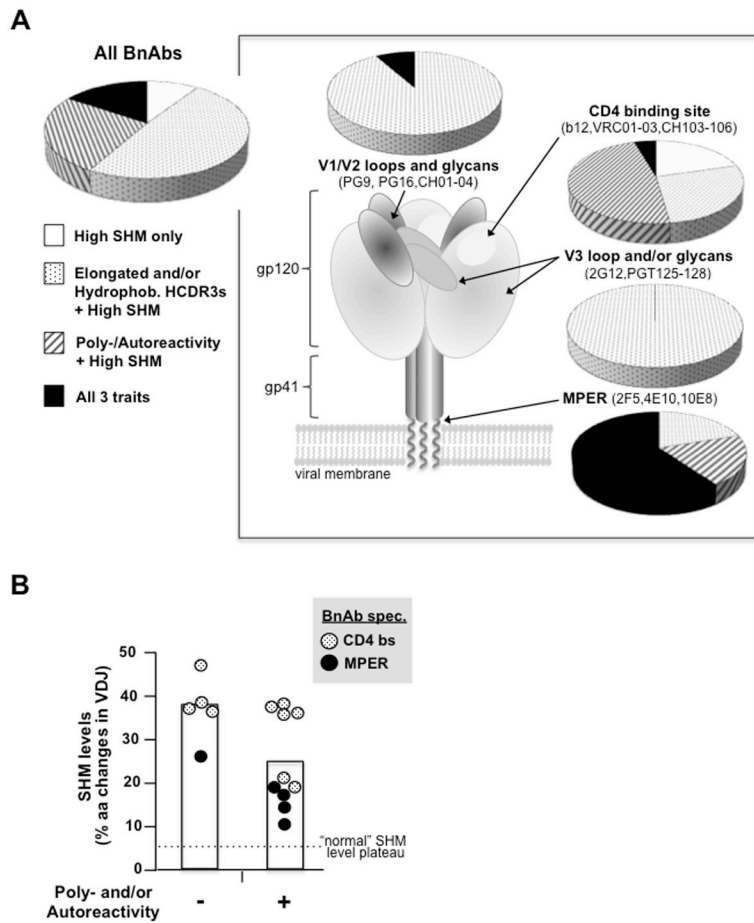 A
All BnAbs
High SHM only
Elongated and/or
Hydrophob. HCDR3s
+ High SHM
Poly-/Autoreactivity
+ High SHM
All 3 traits
V1/V2 loops and glycans
(PG9, PG16,CH01-04)
CD4 binding site
(b12,VRC01-03,CH103-106)
gp120
V3 loop and/or glycans
(2G12,PGT125-128)
gp41
MPER (2F5,4E10,10E8)
viral membrane
B
BnAb spec.
CD4 bs
MPER
SHM levels
(% aa changes in VDJ)
50
40
30
20
10
0
"normal" SHM
level plateau
Poly- and/or
Autoreactivity
- +